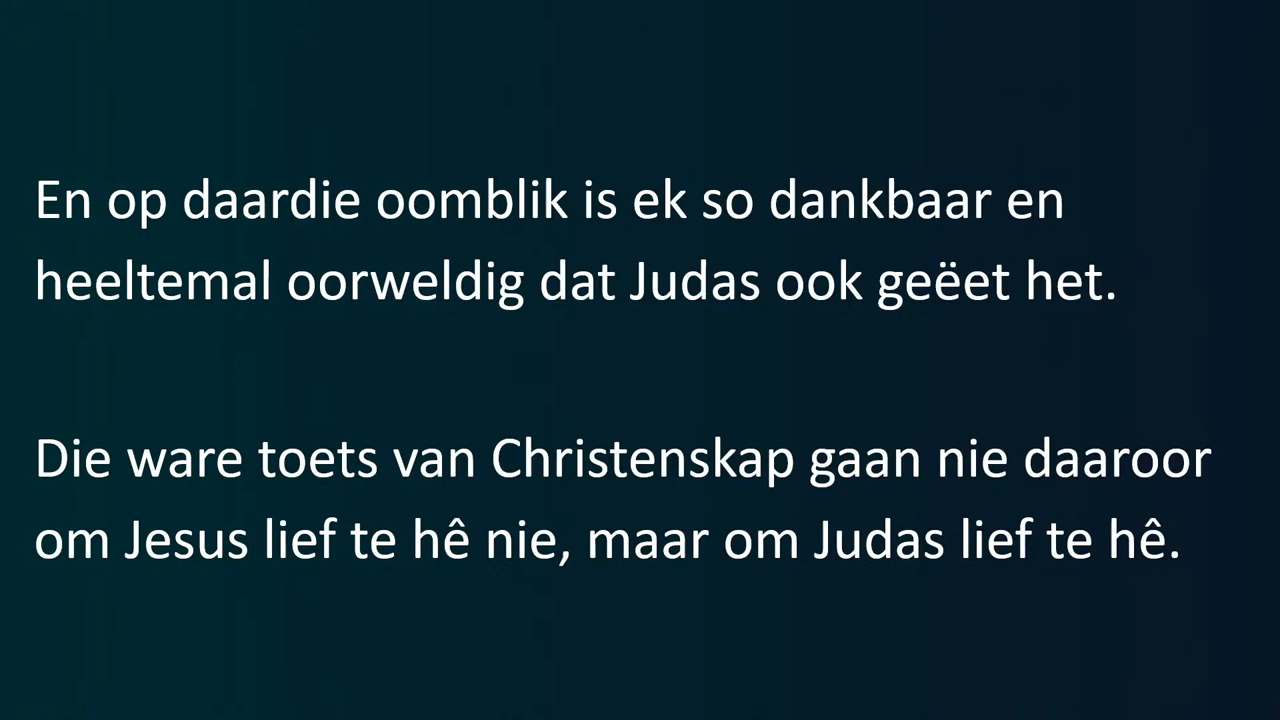 En op daardie oomblik is ek so dankbaar en
heeltemal oorweldig dat Judas ook geëet het.
Die ware toets van Christenskap gaan nie daaroor
om Jesus lief te hê nie, maar om Judas lief te hê.